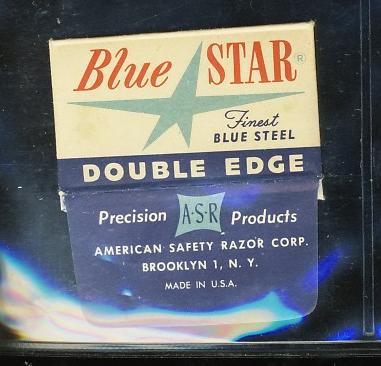 Blue STAR®
Finest
BLUE STEEL
DOUBLE EDGE
Precision A·S·R Products
AMERICAN SAFETY RAZOR CORP.
BROOKLYN 1, N. Y.
MADE IN U.S.A.